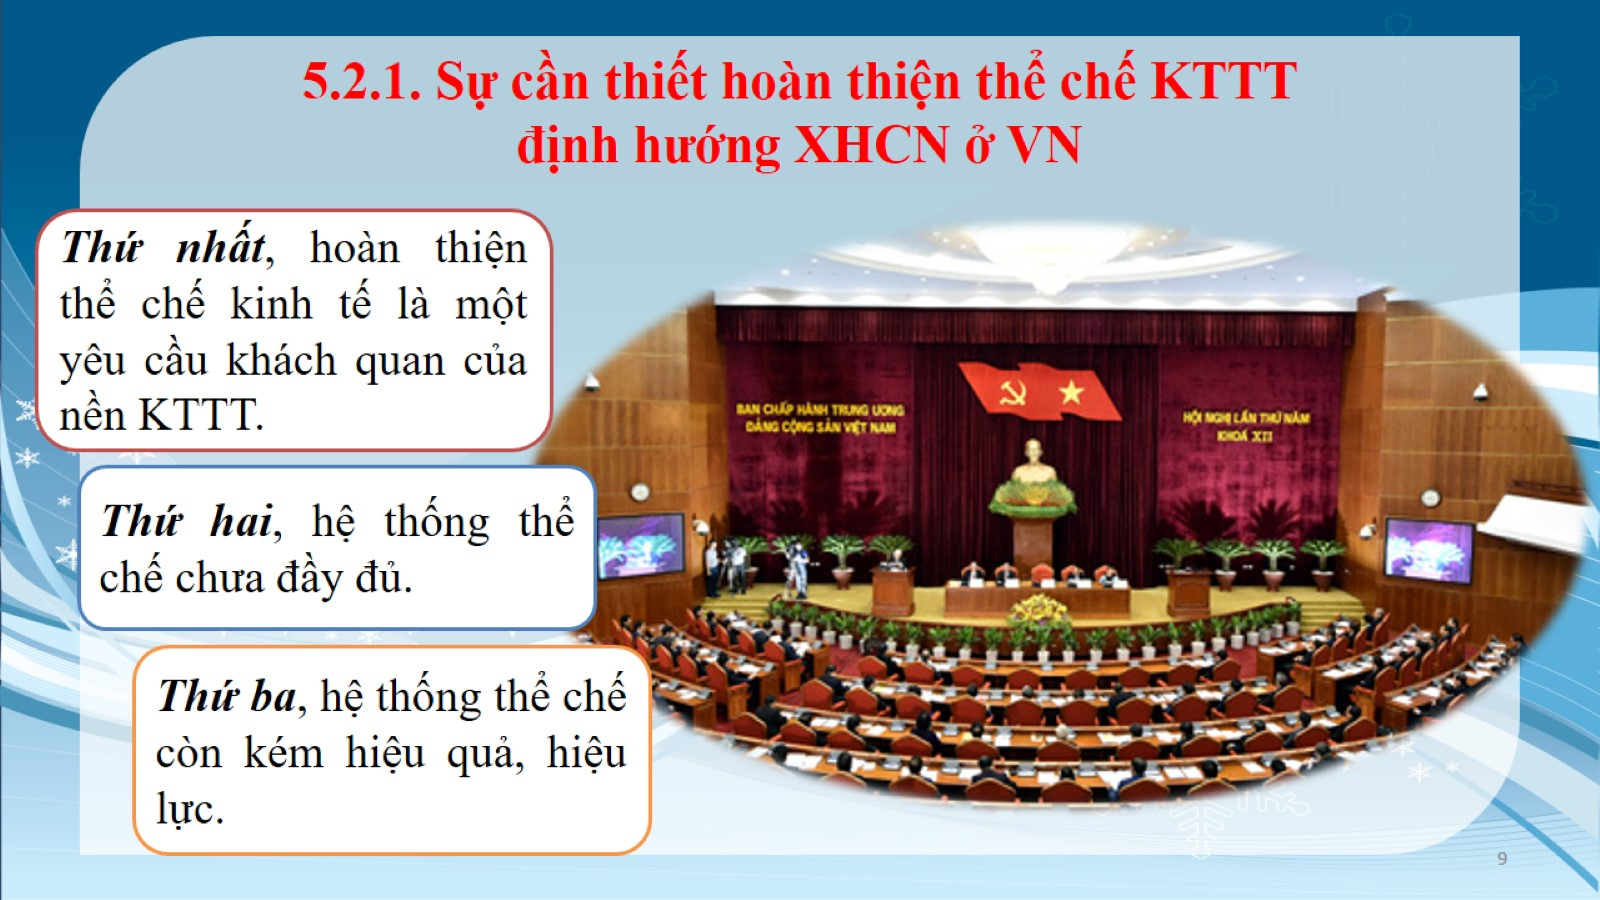 5.2.1. Sự cần thiết hoàn thiện thể chế KTTT
định hướng XHCN ở VN
Thứ nhất, hoàn thiện
thể chế kinh tế là một
yêu cầu khách quan của
nền KTTT.
Thứ hai, hệ thống thể
chế chưa đầy đủ.
Thứ ba, hệ thống thể chế
còn kém hiệu quả, hiệu
lực.
BAN CHẤP HÀNH TRUNG ƯƠNG
ĐẢNG CỘNG SẢN VIỆT NAM
HỘI NGHỊ LẦN THỨ NĂM
KHOÁ XII
9